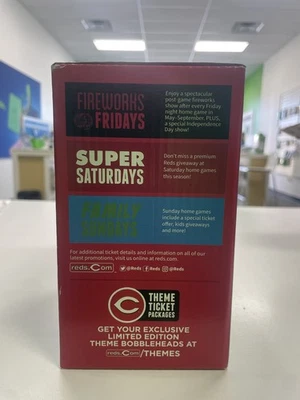 FIREWORKS
FRIDAYS
Enjoy a spectacular
post game fireworks
show after every Friday
night home game in
May-September, PLUS,
a special Independence
Day show!
SUPER
SATURDAYS
Don't miss a premium
Reds giveaway at
Saturday home games
this season!
FAMILY
SUNDAYS
Sunday home games
include a special ticket
offer, kids giveaways
and more!
For additional ticket details and information on all of our
latest promotions, visit us online at reds.com.
reds.com @Reds Reds @Reds
C
THEME
TICKET
PACKAGES
GET YOUR EXCLUSIVE
LIMITED EDITION
THEME BOBBLEHEADS AT
reds.com/THEMES